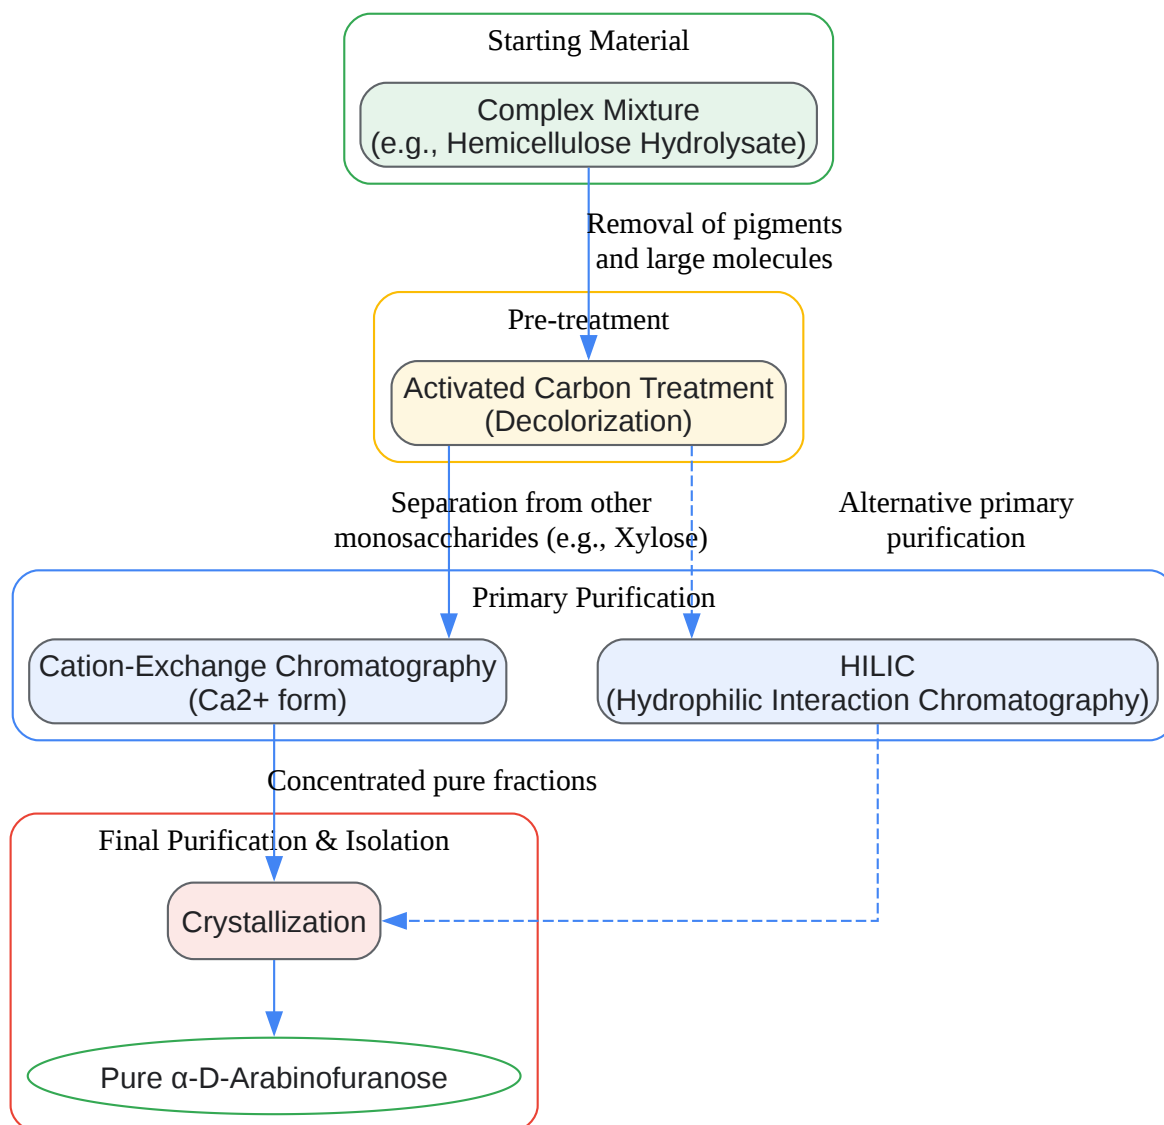 Starting Material
Complex Mixture
(e.g., Hemicellulose Hydrolysate)
Removal of pigments
and large molecules
Pre-treatment
Activated Carbon Treatment
(Decolorization)
Separation from other
monosaccharides (e.g., Xylose)
Alternative primary
purification
Primary Purification
Cation-Exchange Chromatography
(Ca2+ form)
HILIC
(Hydrophilic Interaction Chromatography)
Concentrated pure fractions
Final Purification & Isolation
Crystallization
Pure α-D-Arabinofuranose